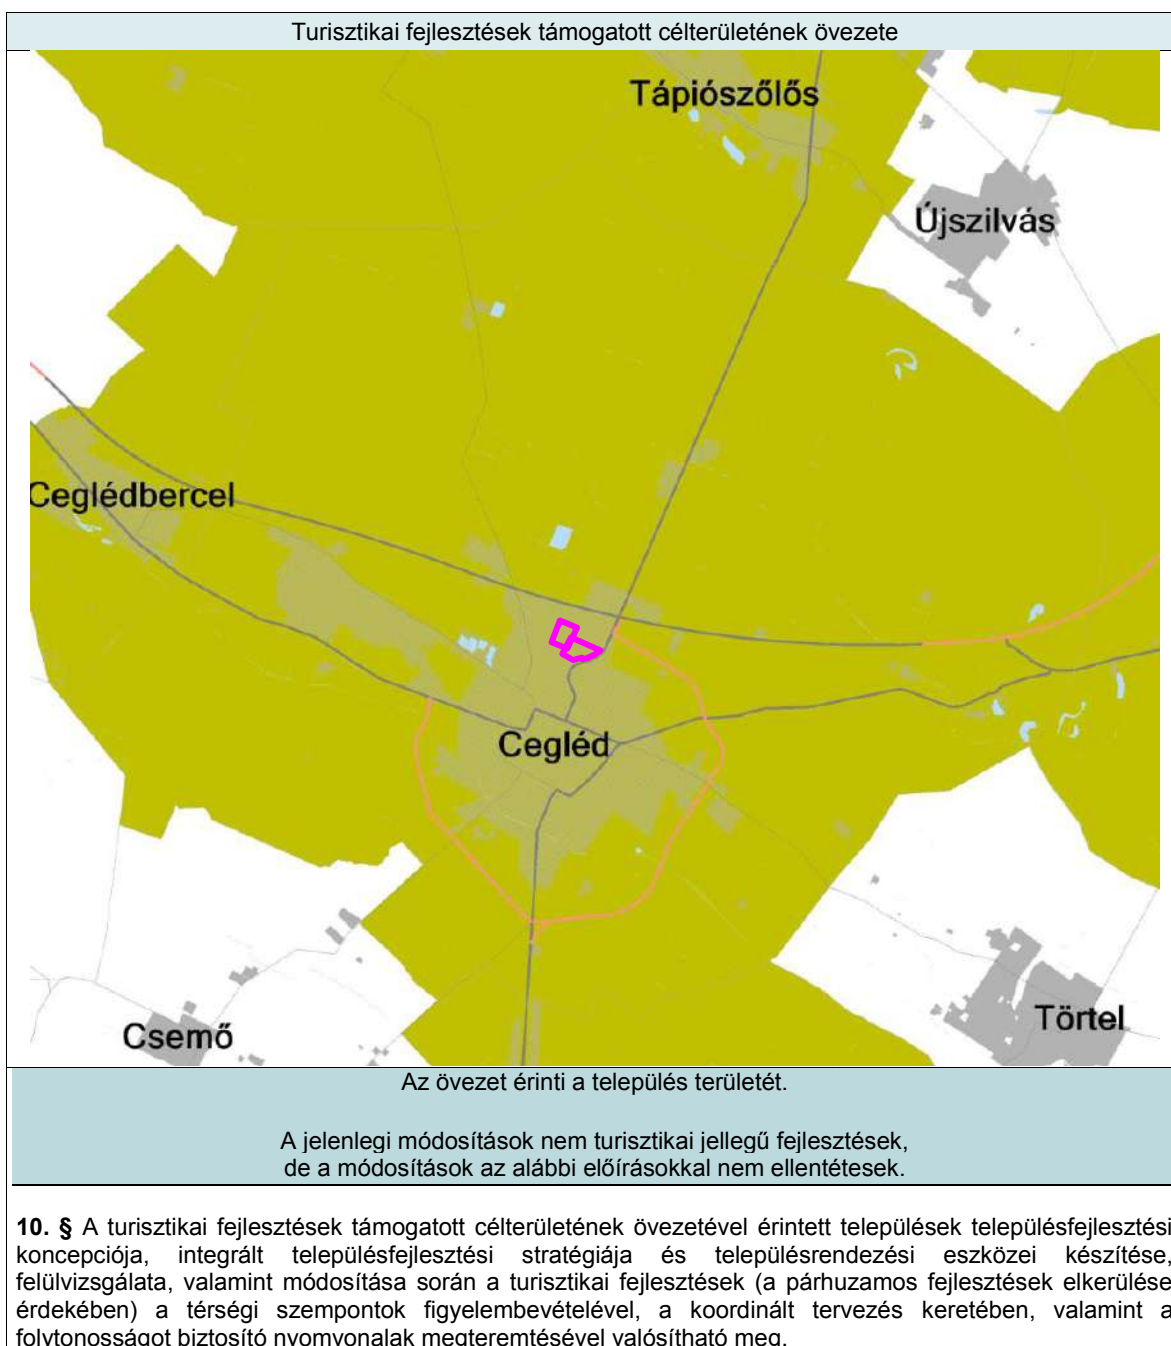 Turisztikai fejlesztések támogatott célterületének övezete
Tápiószőlős
Újszilvás
Ceglédbercel
Cegléd
Csemő
Törtel
Az övezet érinti a település területét.
A jelenlegi módosítások nem turisztikai jellegű fejlesztések,
de a módosítások az alábbi előírásokkal nem ellentétesek.
10. § A turisztikai fejlesztések támogatott célterületének övezetével érintett települések településfejlesztési
koncepciója, integrált településfejlesztési stratégiája és településrendezési eszközei készítése,
felülvizsgálata, valamint módosítása során a turisztikai fejlesztések (a párhuzamos fejlesztések elkerülése
érdekében) a térségi szempontok figyelembevételével, a koordinált tervezés keretében, valamint a
folytonosságot biztosító nyomvonalak megteremtésével valósítható meg.